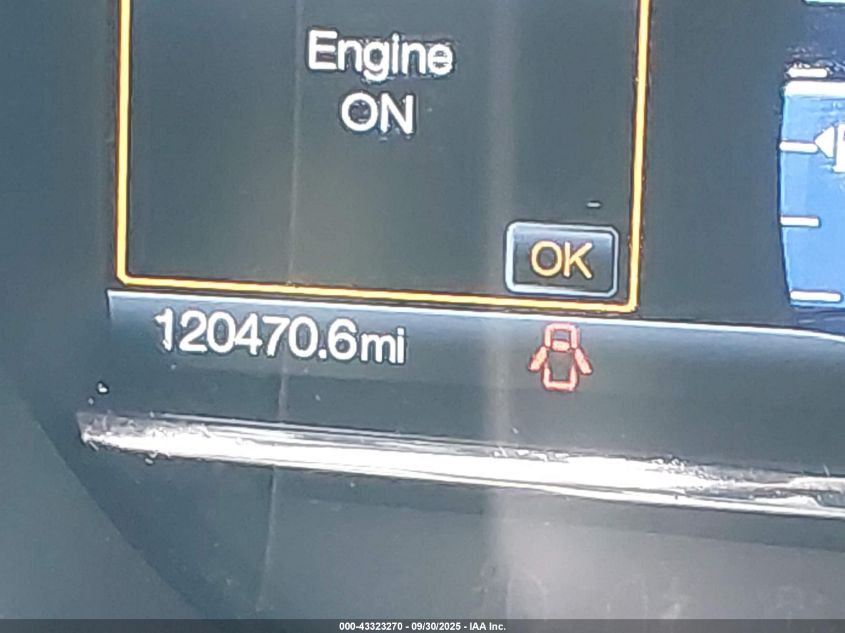 Engine
ON
OK
120470.6mi
000-43323270 - 09/30/2025 - IAA Inc.